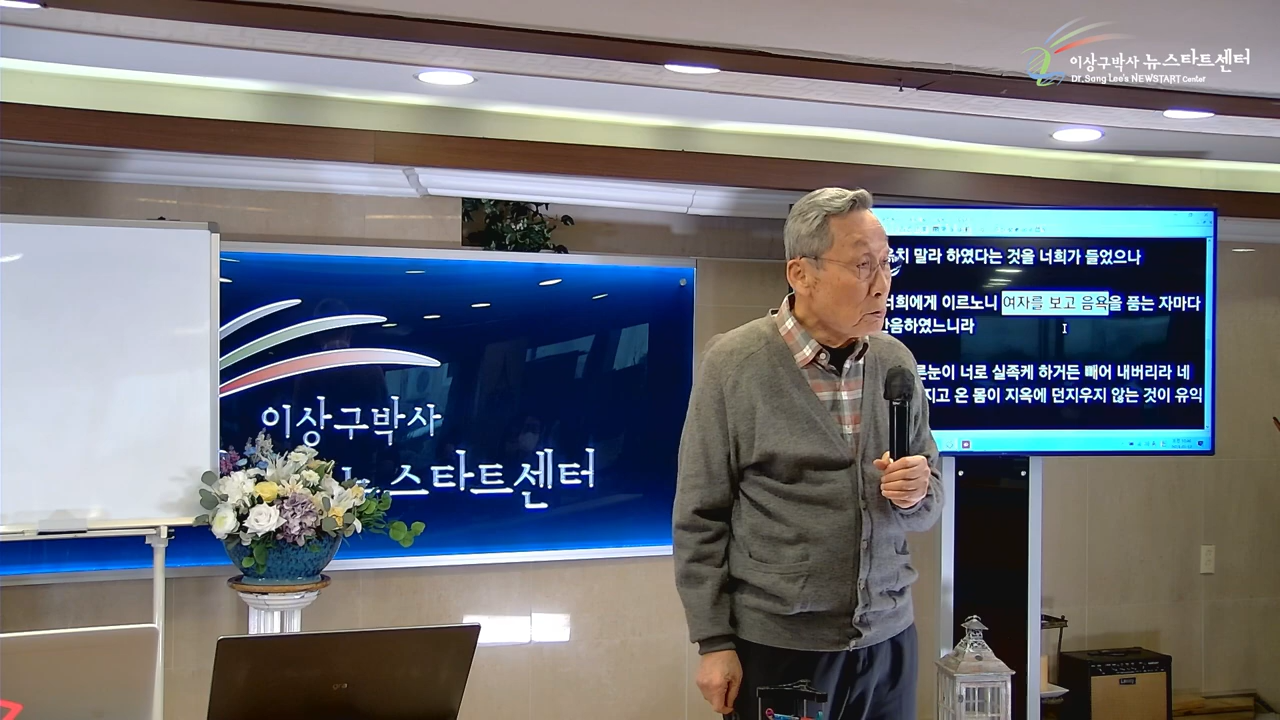 이상구박사 뉴스타트센터
Dr. Sang Lee's NEWSTART Center
치 말라 하였다는 것을 너희가 들었으나
너희에게 이르노니 여자를 보고 음욕을 품는 자마다
간음하였느니라
른눈이 너로 실족케 하거든 빼어 내버리라 네
지고 온 몸이 지옥에 던지우지 않는 것이 유익
이상구박사
뉴스타트센터
LG
Laney